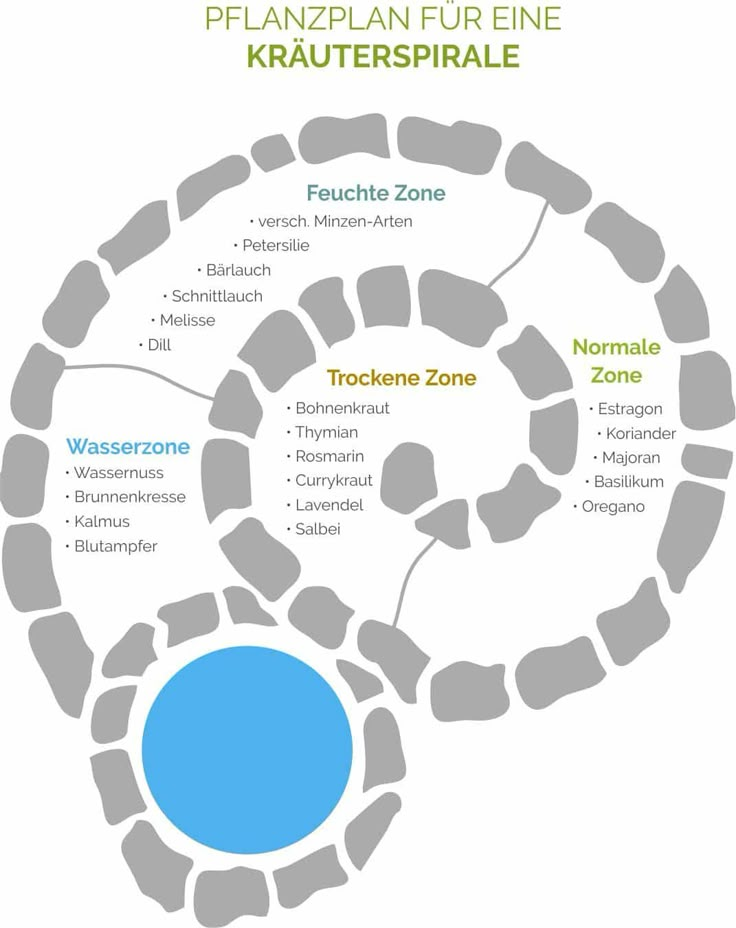 PFLANZPLAN FÜR EINE
KRÄUTERSPIRALE
Feuchte Zone
• versch. Minzen-Arten
• Petersilie
• Bärlauch
• Schnittlauch
• Melisse
• Dill
Normale
Zone
• Estragon
• Koriander
• Majoran
• Basilikum
• Oregano
Trockene Zone
• Bohnenkraut
• Thymian
• Rosmarin
• Currykraut
• Lavendel
• Salbei
Wasserzone
• Wassernuss
• Brunnenkresse
• Kalmus
• Blutampfer